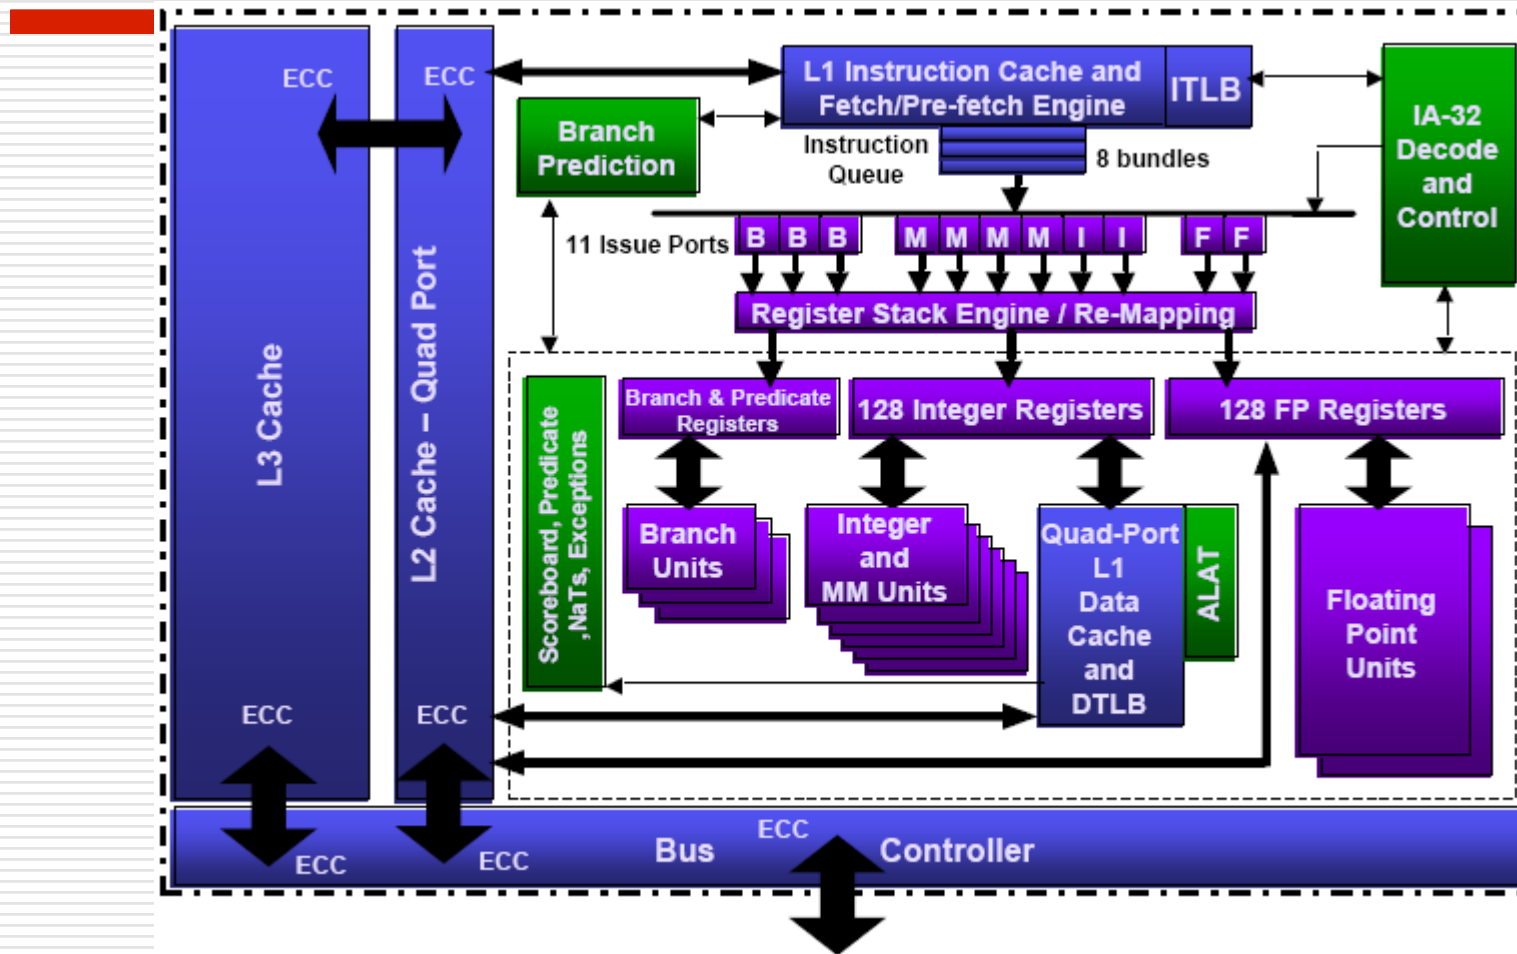 ECC
ECC
L1 Instruction Cache and
Fetch/Pre-fetch Engine
ITLB
IA-32
Decode
and
Control
Branch
Prediction
Instruction
Queue
8 bundles
11 Issue Ports
B B B M M M M I I F F
Register Stack Engine / Re-Mapping
L3 Cache
L2 Cache – Quad Port
Scoreboard, Predicate
,NaTs, Exceptions
Branch & Predicate
Registers
128 Integer Registers
128 FP Registers
Branch
Units
Integer
and
MM Units
Quad-Port
L1
Data
Cache
and
DTLB
ALAT
Floating
Point
Units
ECC
ECC
ECC
ECC
ECC
Bus Controller